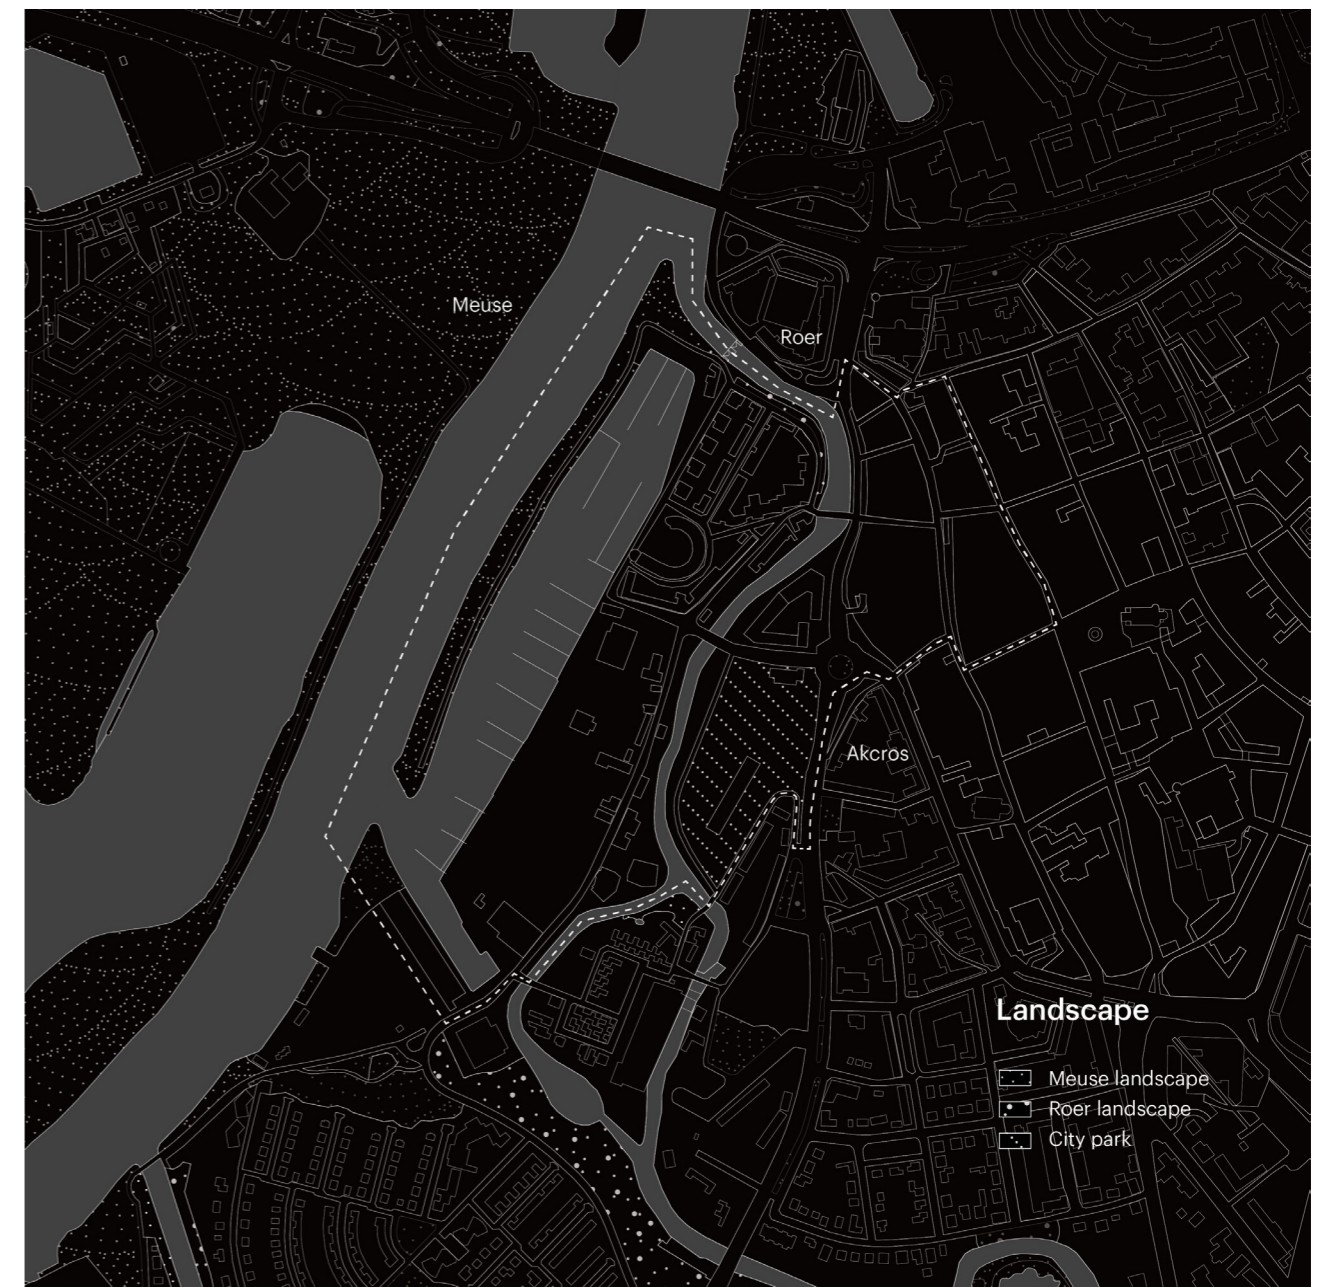 Meuse
Roer
Akcros
Landscape
Meuse landscape
Roer landscape
City park